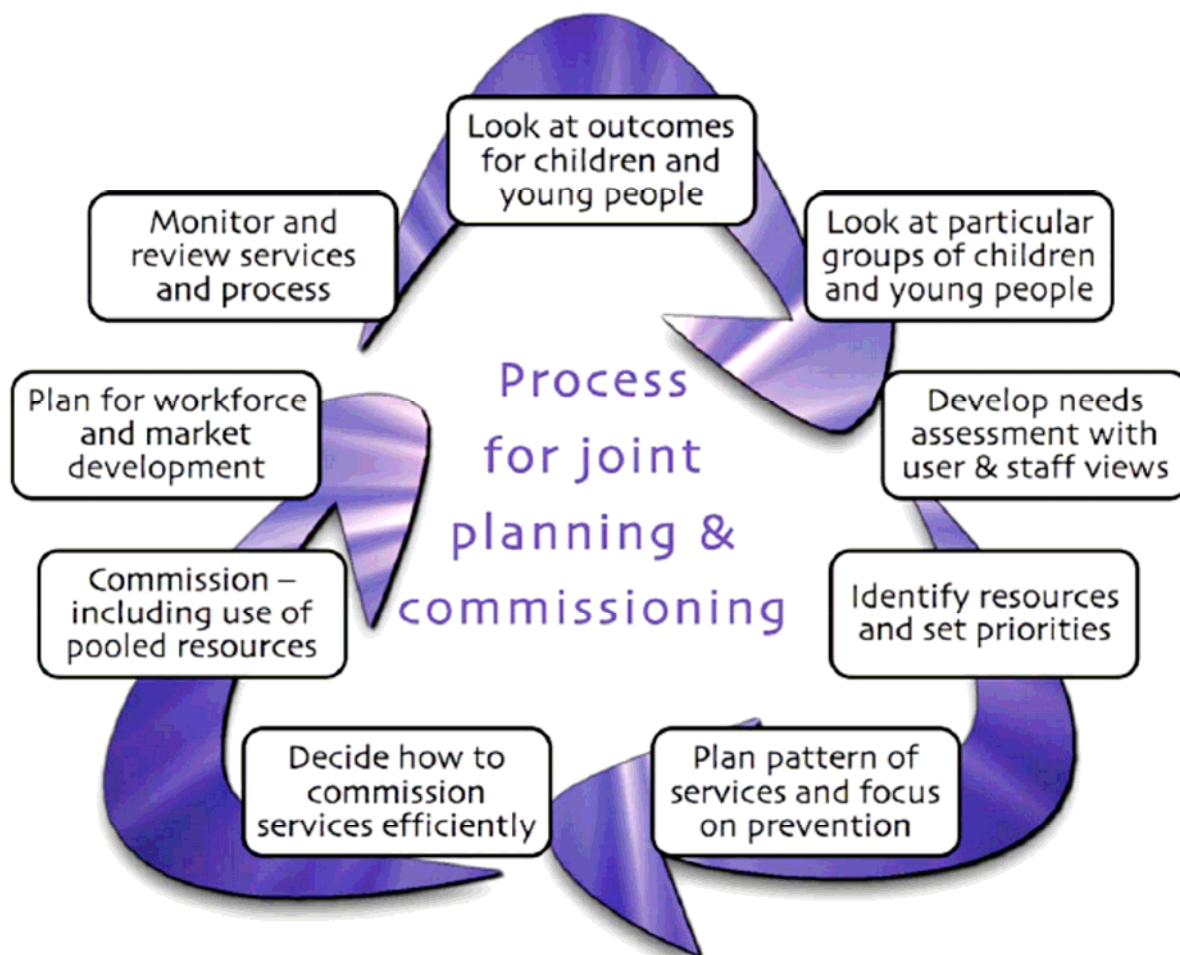 Look at outcomes
for children and
young people
Look at particular
groups of children
and young people
Develop needs
assessment with
user & staff views
Identify resources
and set priorities
Plan pattern of
services and focus
on prevention
Decide how to
commission
services efficiently
Commission –
including use of
pooled resources
Plan for workforce
and market
development
Monitor and
review services
and process
Process
for joint
planning &
commissioning